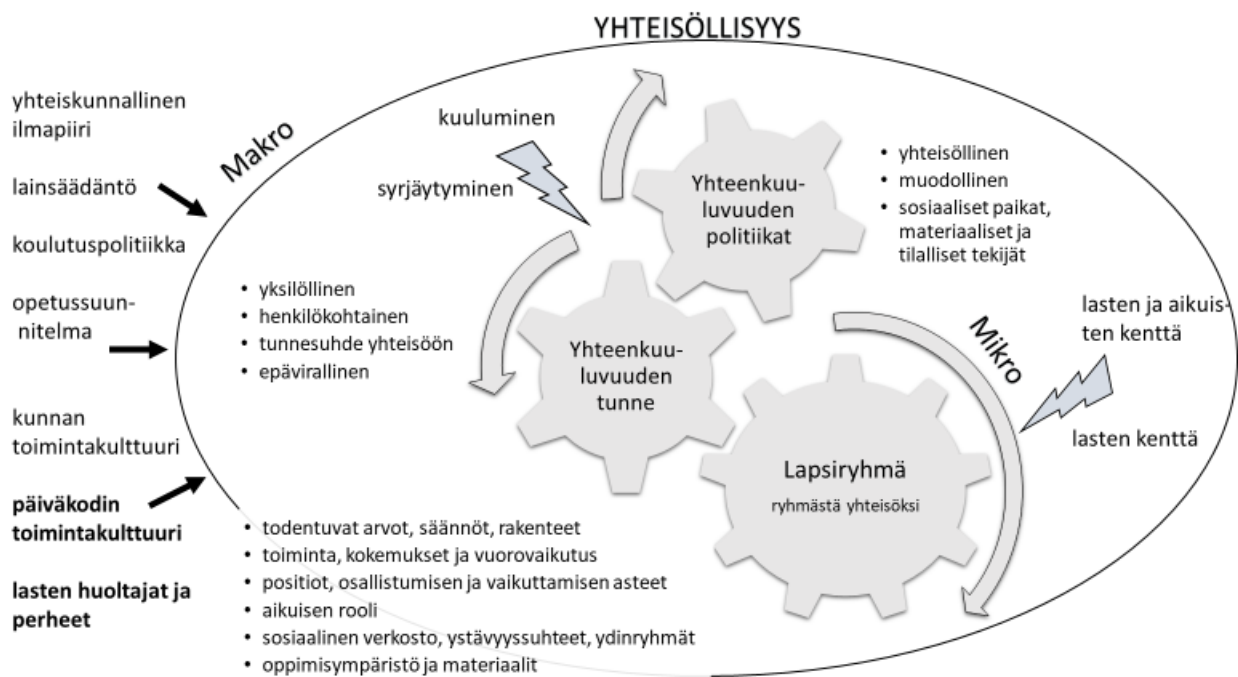 YHTEISÖLLISYYS
yhteiskunnallinen
ilmapiiri
lainsäädäntö
koulutuspolitiikka
opetussuun-
nitelma
kunnan
toimintakulttuuri
päiväkodin
toimintakulttuuri
lasten huoltajat ja
perheet
Makro
kuuluminen
syrjäytyminen
Yhteenkuu-
luvuuden
politiikat
• yhteisöllinen
• muodollinen
• sosiaaliset paikat,
materiaaliset ja
tilalliset tekijät
• yksilöllinen
• henkilökohtainen
• tunnesuhde yhteisöön
• epävirallinen
Yhteenkuu-
luvuuden
tunne
Mikro
lasten ja aikuis-
ten kenttä
lasten kenttä
Lapsiryhmä
ryhmästä yhteisöksi
• todentuvat arvot, säännöt, rakenteet
• toiminta, kokemukset ja vuorovaikutus
• positiot, osallistumisen ja vaikuttamisen asteet
• aikuisen rooli
• sosiaalinen verkosto, ystävyyssuhteet, ydinryhmät
• oppimisympäristö ja materiaalit